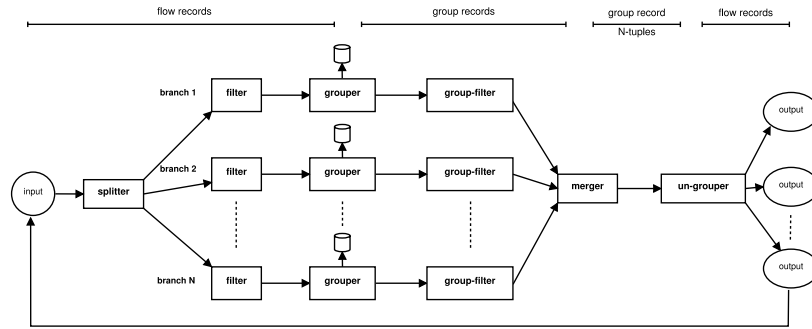 flow records
group records
group record
N-tuples
flow records
branch 1
filter
grouper
group-filter
output
branch 2
filter
grouper
group-filter
input
splitter
merger
un-grouper
output
branch N
filter
grouper
group-filter
output